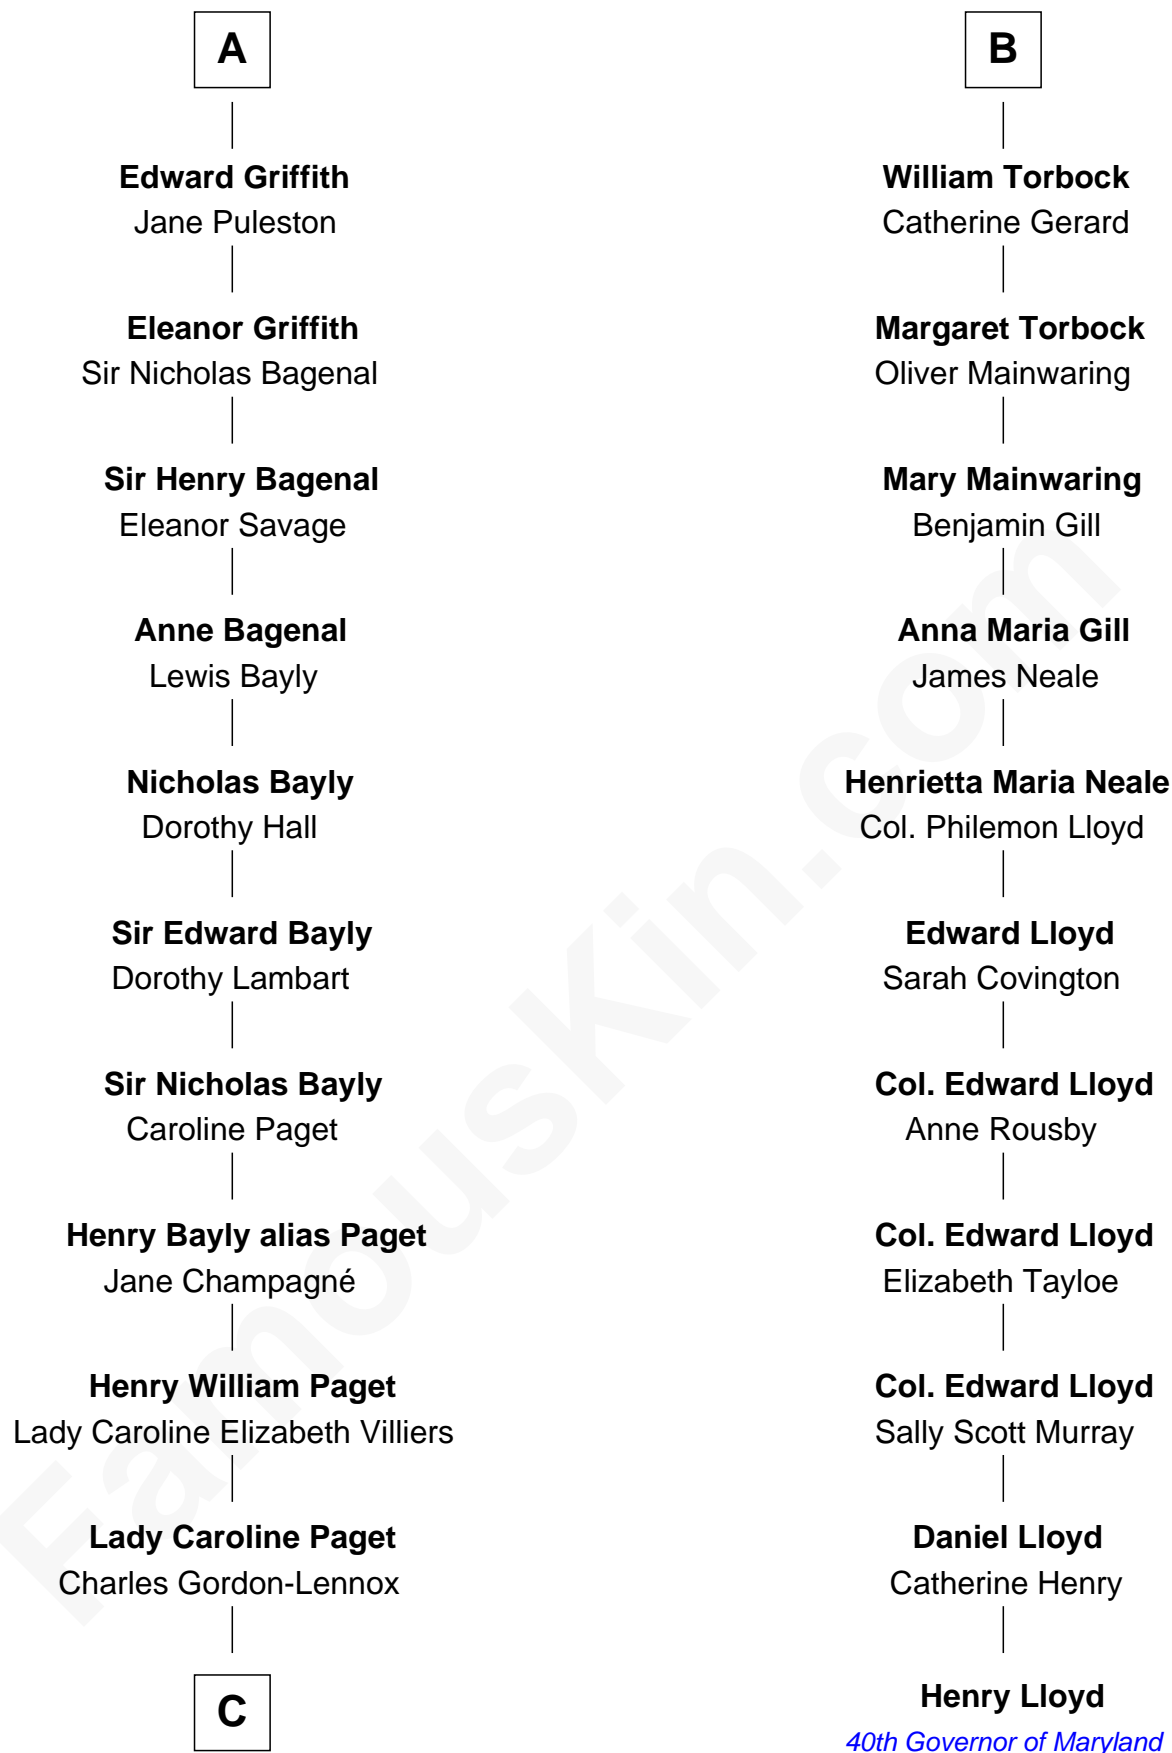 A
Edward Griffith
Jane Puleston
Eleanor Griffith
Sir Nicholas Bagenal
Sir Henry Bagenal
Eleanor Savage
Anne Bagenal
Lewis Bayly
Nicholas Bayly
Dorothy Hall
Sir Edward Bayly
Dorothy Lambart
Sir Nicholas Bayly
Caroline Paget
Henry Bayly alias Paget
Jane Champagné
Henry William Paget
Lady Caroline Elizabeth Villiers
Lady Caroline Paget
Charles Gordon-Lennox
C
B
William Torbock
Catherine Gerard
Margaret Torbock
Oliver Mainwaring
Mary Mainwaring
Benjamin Gill
Anna Maria Gill
James Neale
Henrietta Maria Neale
Col. Philemon Lloyd
Edward Lloyd
Sarah Covington
Col. Edward Lloyd
Anne Rousby
Col. Edward Lloyd
Elizabeth Tayloe
Col. Edward Lloyd
Sally Scott Murray
Daniel Lloyd
Catherine Henry
Henry Lloyd
40th Governor of Maryland
FamousKin.com